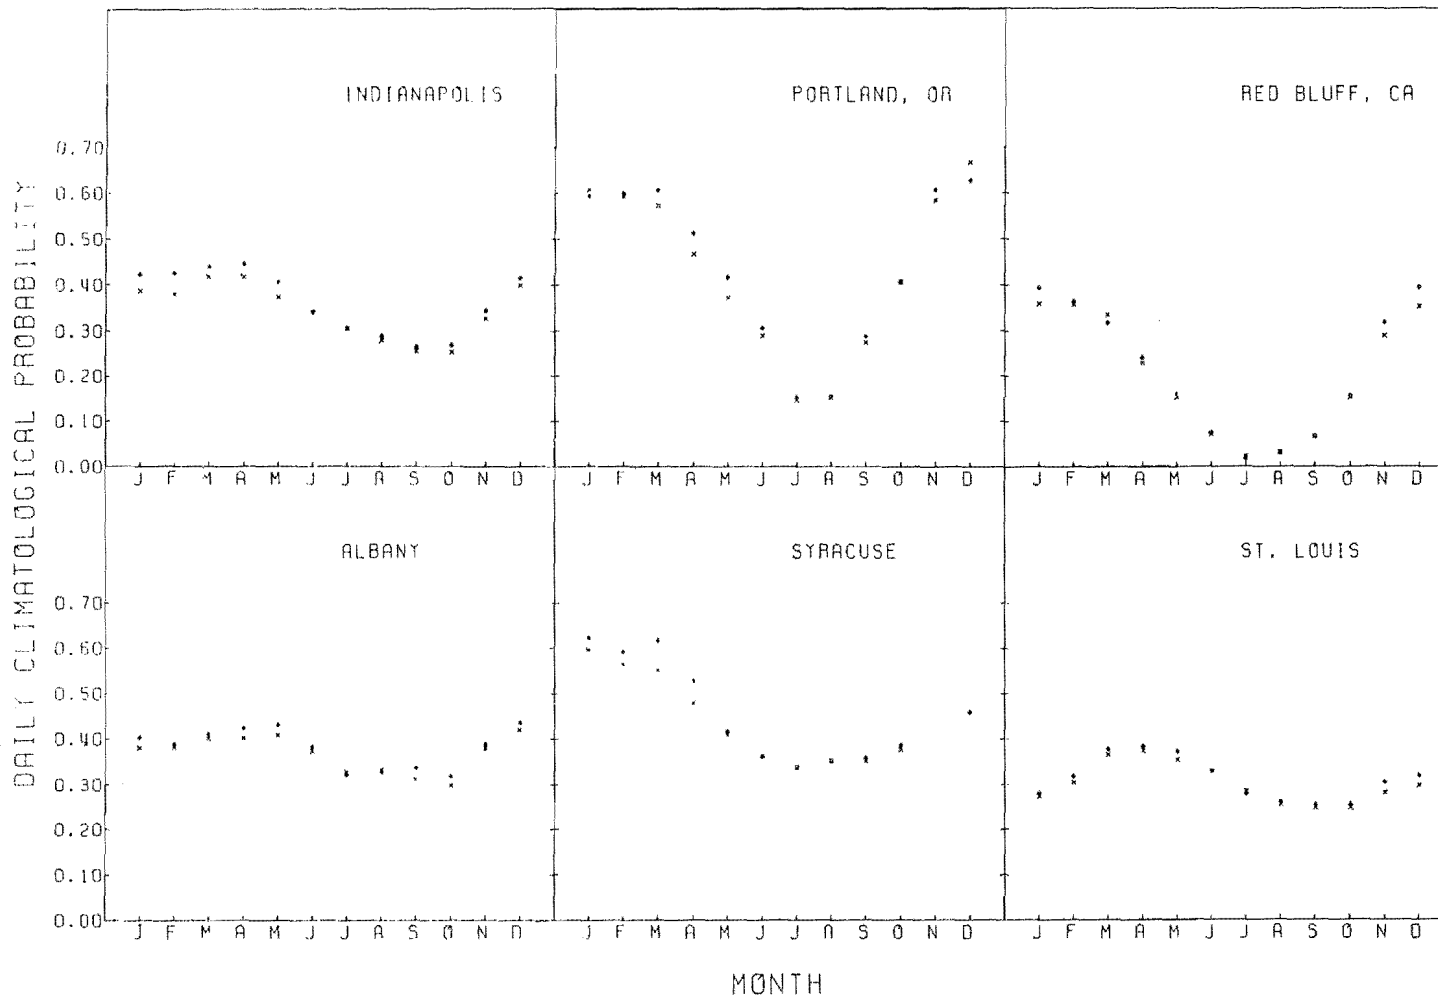 INDIANAPOLIS
PORTLAND, OR
RED BLUFF, CA
0.70
0.60
0.50
0.40
0.30
0.20
0.10
0.00
J F M A M J J A S O N D
J F M A M J J A S O N D
J F M A M J J A S O N D
ALBANY
SYRACUSE
ST. LOUIS
0.70
0.60
0.50
0.40
0.30
0.20
0.10
0.00
J F M A M J J A S O N D
J F M A M J J A S O N D
J F M A M J J A S O N D
DAILY CLIMATOLOGICAL PROBABILITY
MONTH